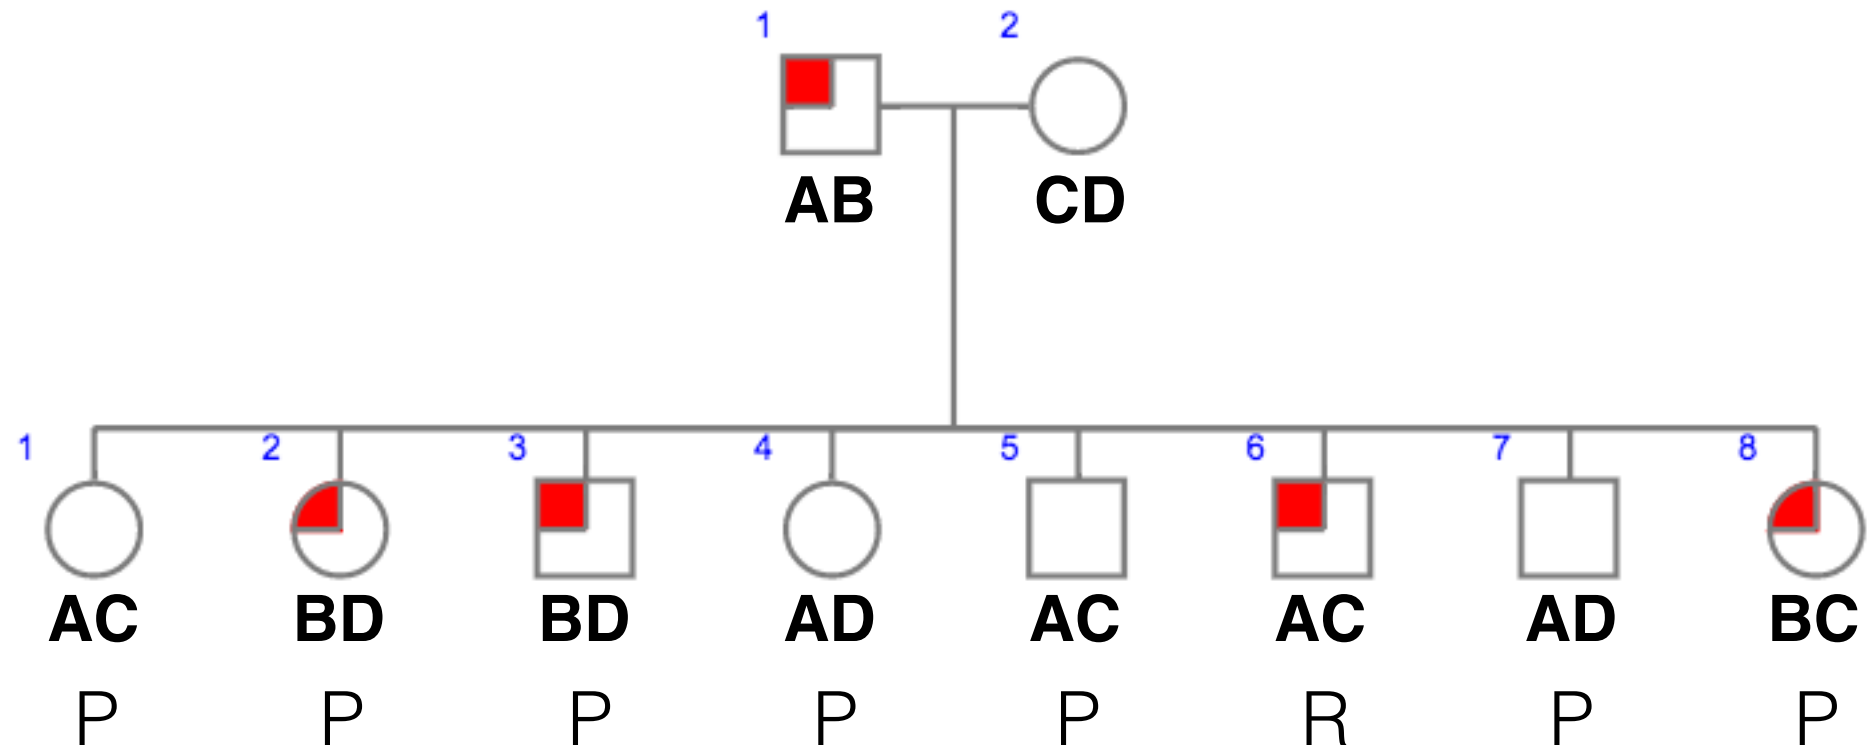 1 2
AB CD
1 2 3 4 5 6 7 8
AC BD BD AD AC AC AD BC
P P P P P R P P